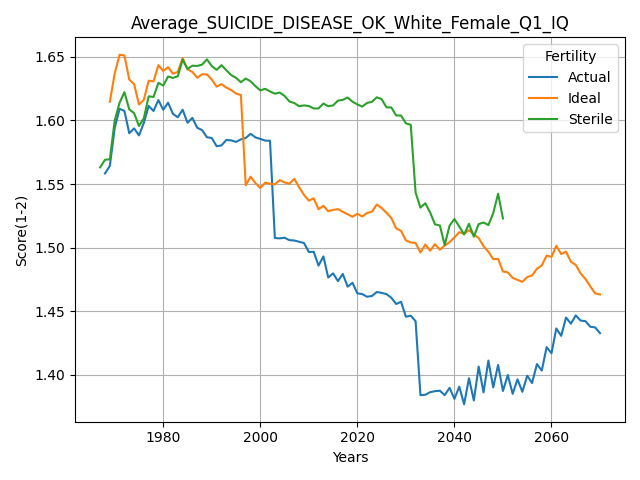 Average_SUICIDE_DISEASE_OK_White_Female_Q1_IQ
Fertility
Actual
Ideal
Sterile
Score(1-2)
1.65
1.60
1.55
1.50
1.45
1.40
1980
2000
2020
2040
2060
Years